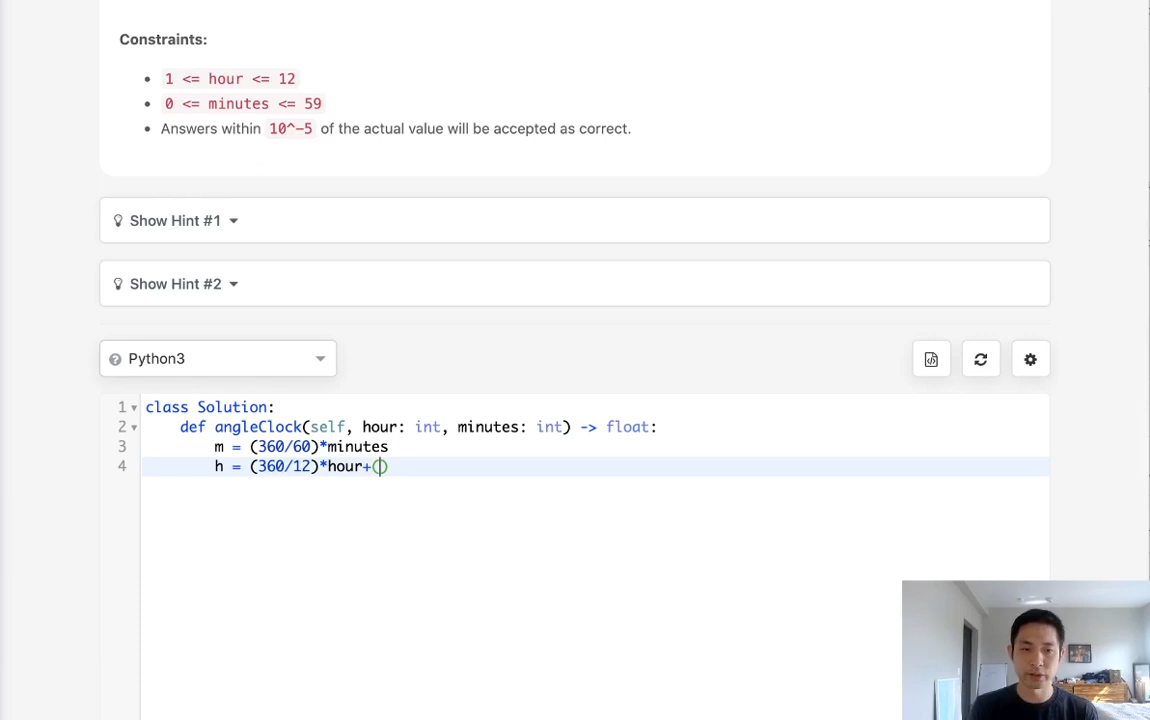 Constraints:
1 <= hour <= 12
0 <= minutes <= 59
Answers within 10^-5 of the actual value will be accepted as correct.
Show Hint #1
Show Hint #2
Python3
1 class Solution:
2 def angleClock(self, hour: int, minutes: int) -> float:
3 m = (360/60)*minutes
4 h = (360/12)*hour+()